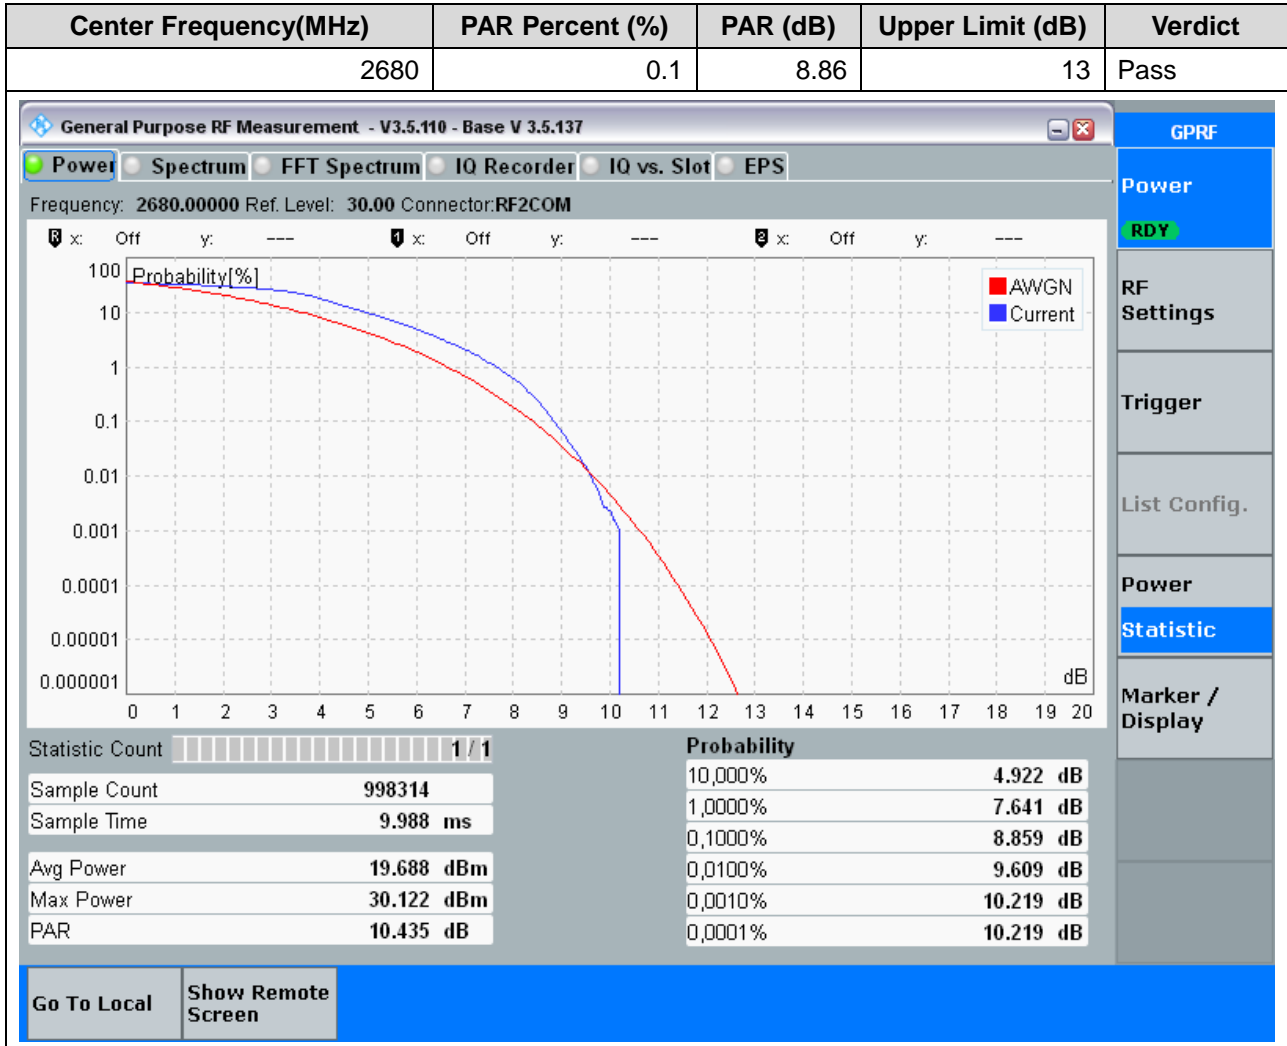 Center Frequency(MHz) PAR Percent (%) PAR (dB) Upper Limit (dB) Verdict
2680 0.1 8.86 13 Pass
General Purpose RF Measurement - V3.5.110 - Base V 3.5.137
GPRF
Power Spectrum FFT Spectrum IQ Recorder IQ vs. Slot EPS
Frequency: 2680.00000 Ref. Level: 30.00 Connector:RF2COM
R x: Off y: --- 1 x: Off y: --- 2 x: Off y: ---
Probability[%]
100
10
1
0.1
0.01
0.001
0.0001
0.00001
0.000001
AWGN
Current
dB
0 1 2 3 4 5 6 7 8 9 10 11 12 13 14 15 16 17 18 19 20
Statistic Count 1 / 1
Sample Count 998314
Sample Time 9.988 ms
Avg Power 19.688 dBm
Max Power 30.122 dBm
PAR 10.435 dB
Probability
10,000% 4.922 dB
1,0000% 7.641 dB
0,1000% 8.859 dB
0,0100% 9.609 dB
0,0010% 10.219 dB
0,0001% 10.219 dB
Power
RDY
RF
Settings
Trigger
List Config.
Power
Statistic
Marker /
Display
Go To Local
Show Remote
Screen